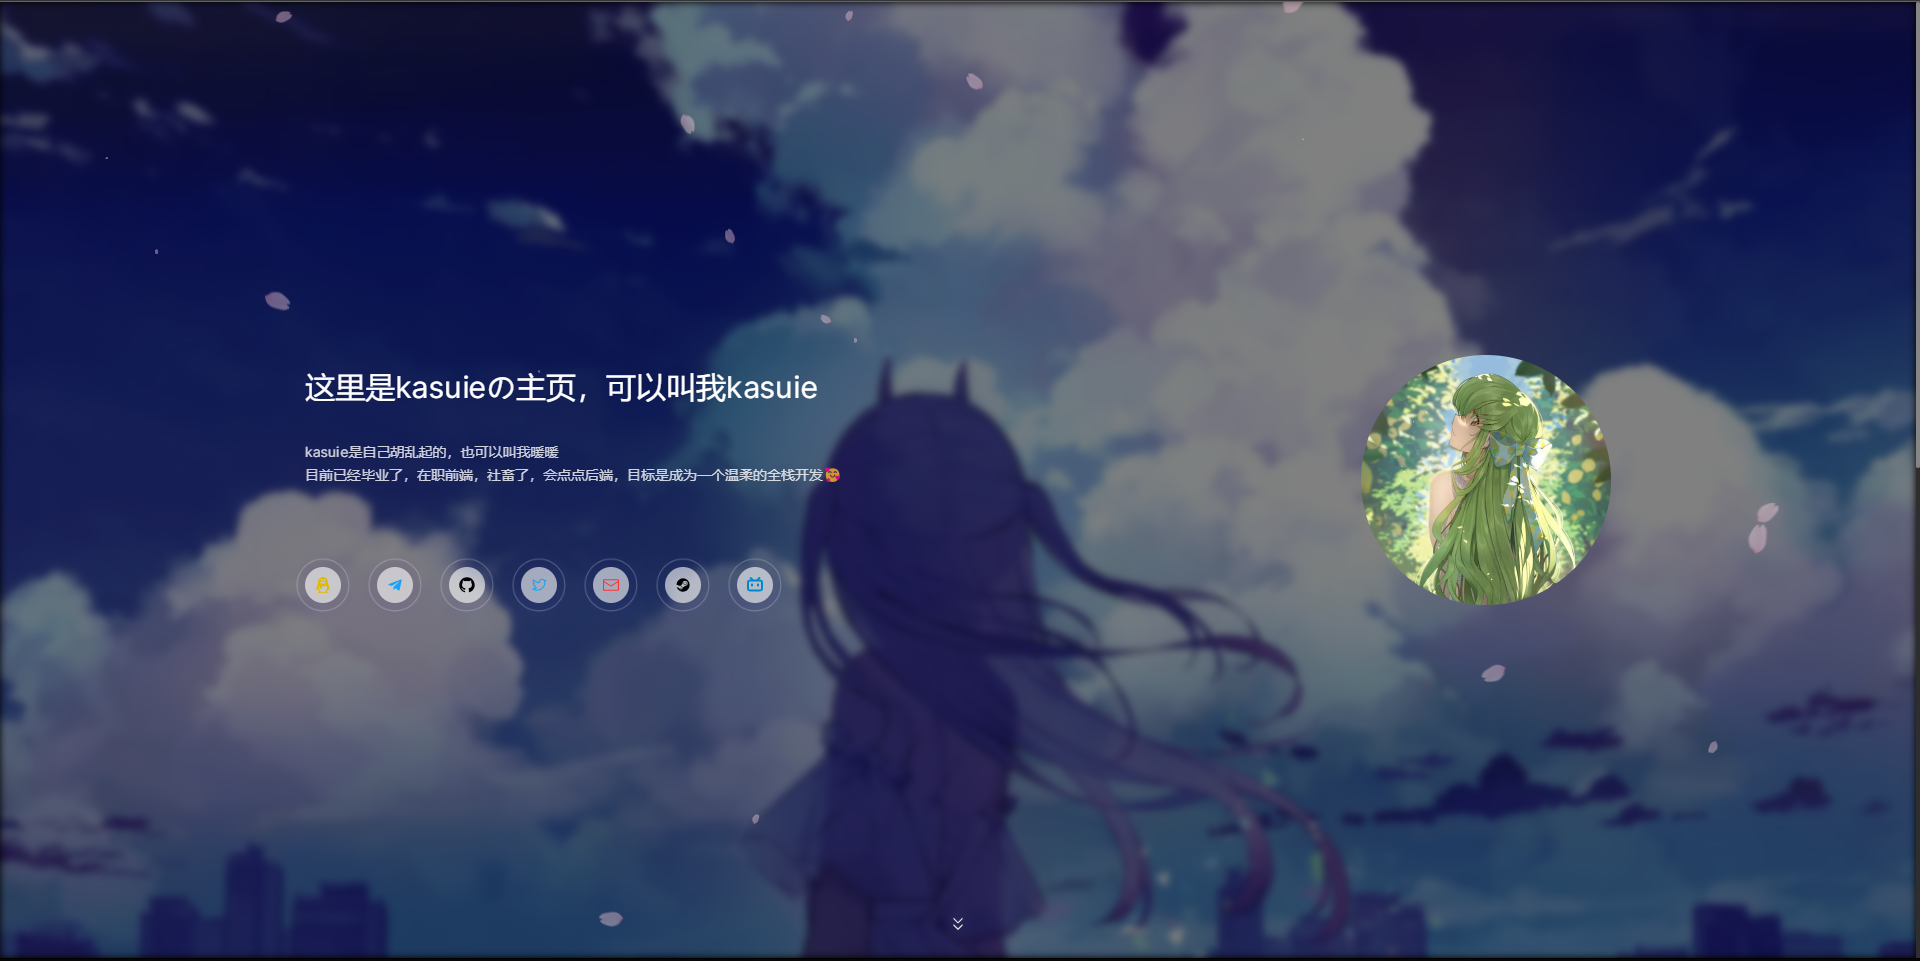 这里是kasuieの主页，可以叫我kasuie
kasuie是自己胡乱起的，也可以叫我暖暖
目前已经毕业了，在职前端，社畜了，会点点后端，目标是成为一个温柔的全栈开发🥰